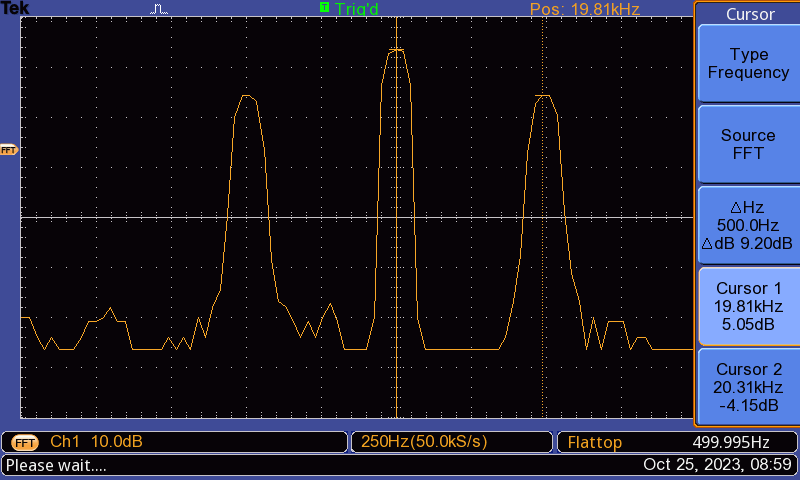 Tek
T Trig'd
Pos: 19.81kHz
Cursor
Type
Frequency
Source
FFT
△Hz
500.0Hz
△dB 9.20dB
Cursor 1
19.81kHz
5.05dB
Cursor 2
20.31kHz
-4.15dB
FFT
FFT Ch1 10.0dB
250Hz(50.0kS/s)
Flattop 499.995Hz
Please wait....
Oct 25, 2023, 08:59